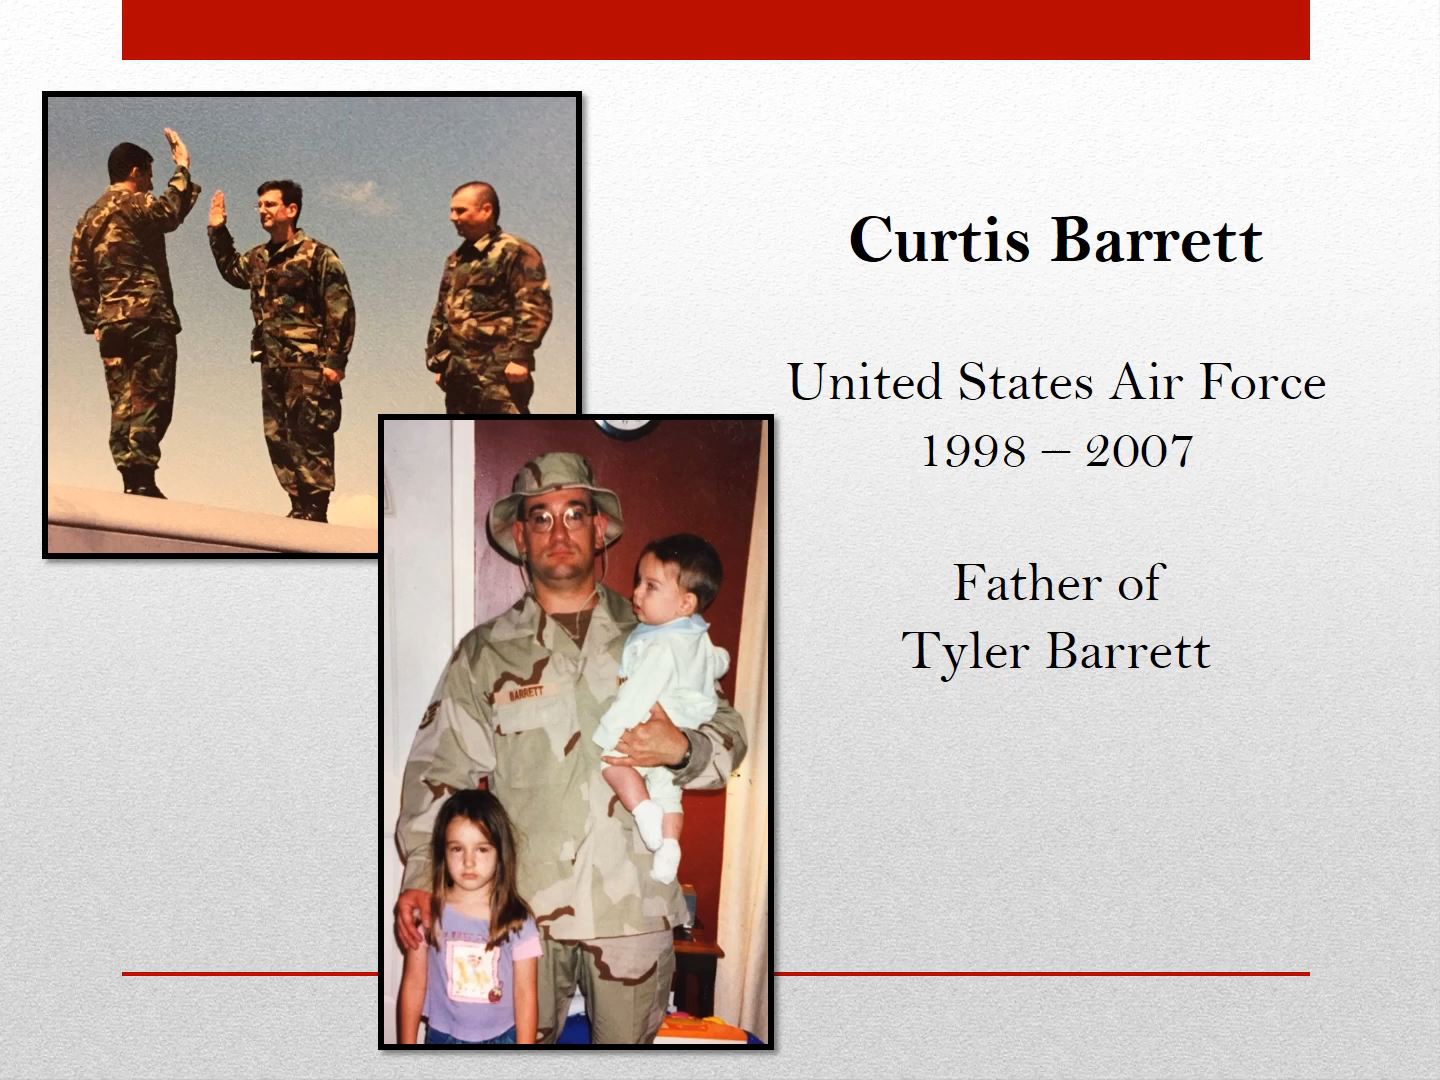 Curtis Barrett
United States Air Force
1998 – 2007
Father of
Tyler Barrett
BARRETT